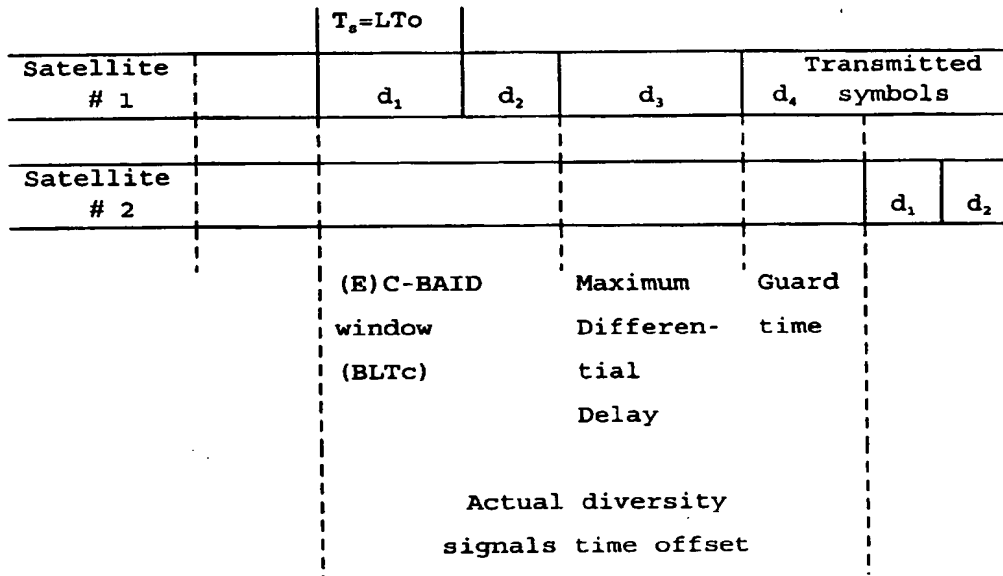 Tₛ=LTo
Satellite
# 1
d₁ d₂ d₃ d₄
Transmitted
symbols
Satellite
# 2
d₁ d₂
(E)C-BAID
window
(BLTc)
Maximum
Differen-
tial
Delay
Guard
time
Actual diversity
signals time offset